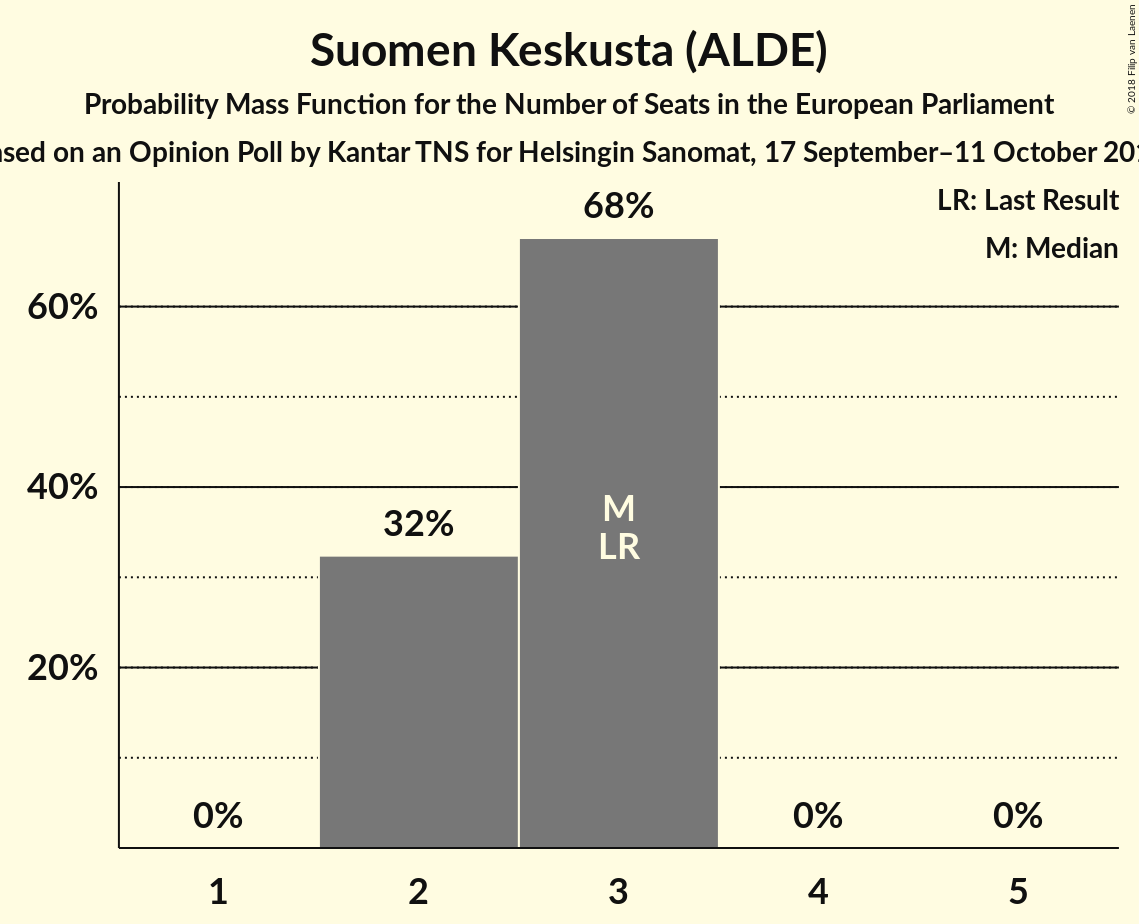 Suomen Keskusta (ALDE)
Probability Mass Function for the Number of Seats in the European Parliament
on an Opinion Poll by Kantar TNS for Helsingin Sanomat, 17 September–11 October
© 2018 Filip van Laenen
LR: Last Result
M: Median
68%
60%
40%
32%
M
LR
20%
0%
0%
0%
1
2
3
4
5